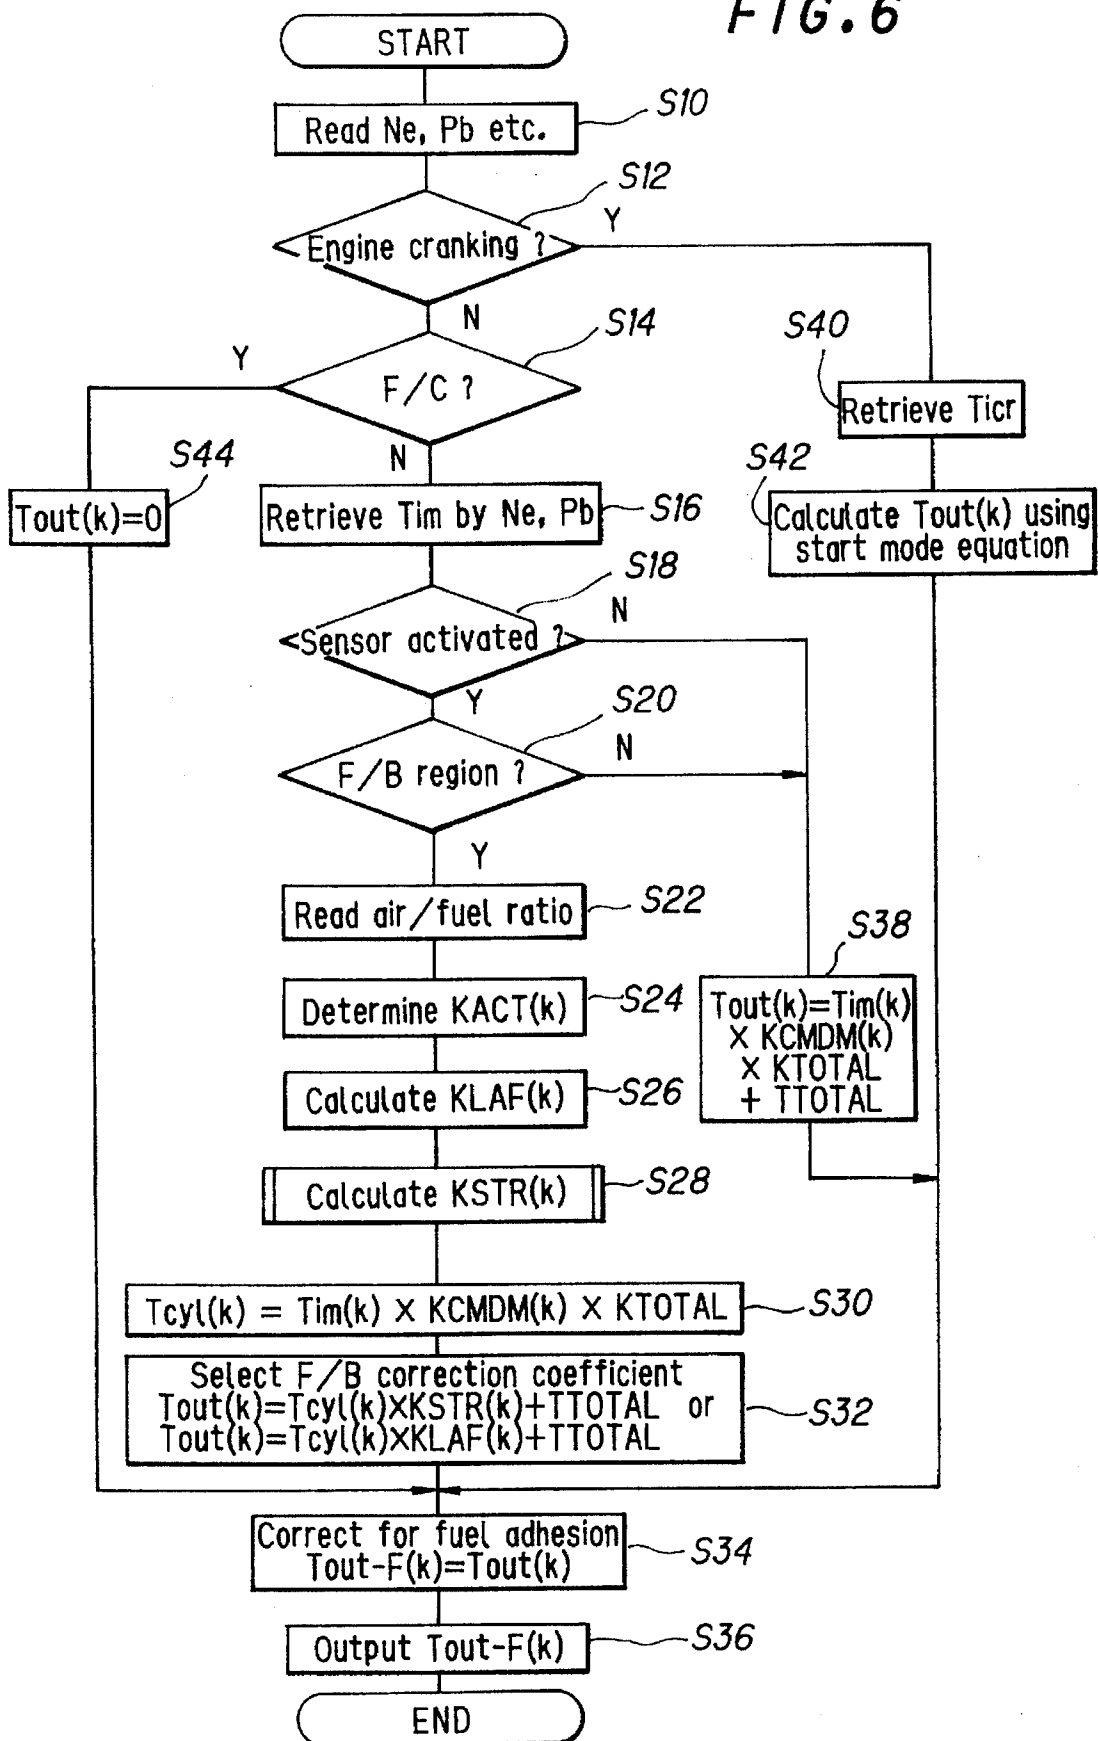 FIG.6
START
Read Ne, Pb etc.
S10
S12
Engine cranking ?
Y
N
S14
Y
F/C ?
S40
Retrieve Ticr
N
S44
Tout(k)=0
Retrieve Tim by Ne, Pb
S16
S42
Calculate Tout(k) using
start mode equation
S18
Sensor activated ?
N
Y
S20
F/B region ?
N
Y
Read air/fuel ratio
S22
S38
Tout(k)=Tim(k)
× KCMDM(k)
× KTOTAL
+ TTOTAL
Determine KACT(k)
S24
Calculate KLAF(k)
S26
Calculate KSTR(k)
S28
Tcyl(k) = Tim(k) × KCMDM(k) × KTOTAL
S30
Select F/B correction coefficient
Tout(k)=Tcyl(k)×KSTR(k)+TTOTAL or
Tout(k)=Tcyl(k)×KLAF(k)+TTOTAL
S32
Correct for fuel adhesion
Tout-F(k)=Tout(k)
S34
Output Tout-F(k)
S36
END